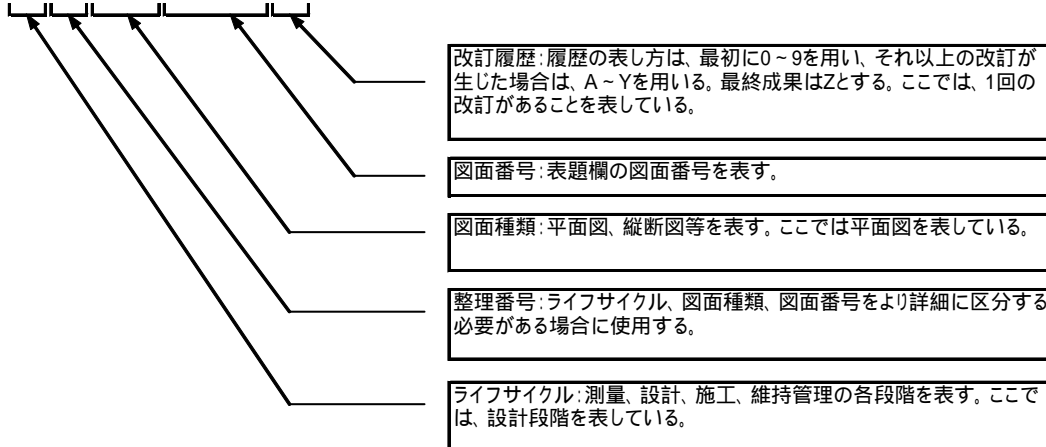 改訂履歴：履歴の表し方は、最初に0～9を用い、それ以上の改訂が
生じた場合は、A～Yを用いる。最終成果はZとする。ここでは、1回の
改訂があることを表している。
図面番号：表題欄の図面番号を表す。
図面種類：平面図、縦断図等を表す。ここでは平面図を表している。
整理番号：ライフサイクル、図面種類、図面番号をより詳細に区分する
必要がある場合に使用する。
ライフサイクル：測量、設計、施工、維持管理の各段階を表す。ここで
は、設計段階を表している。